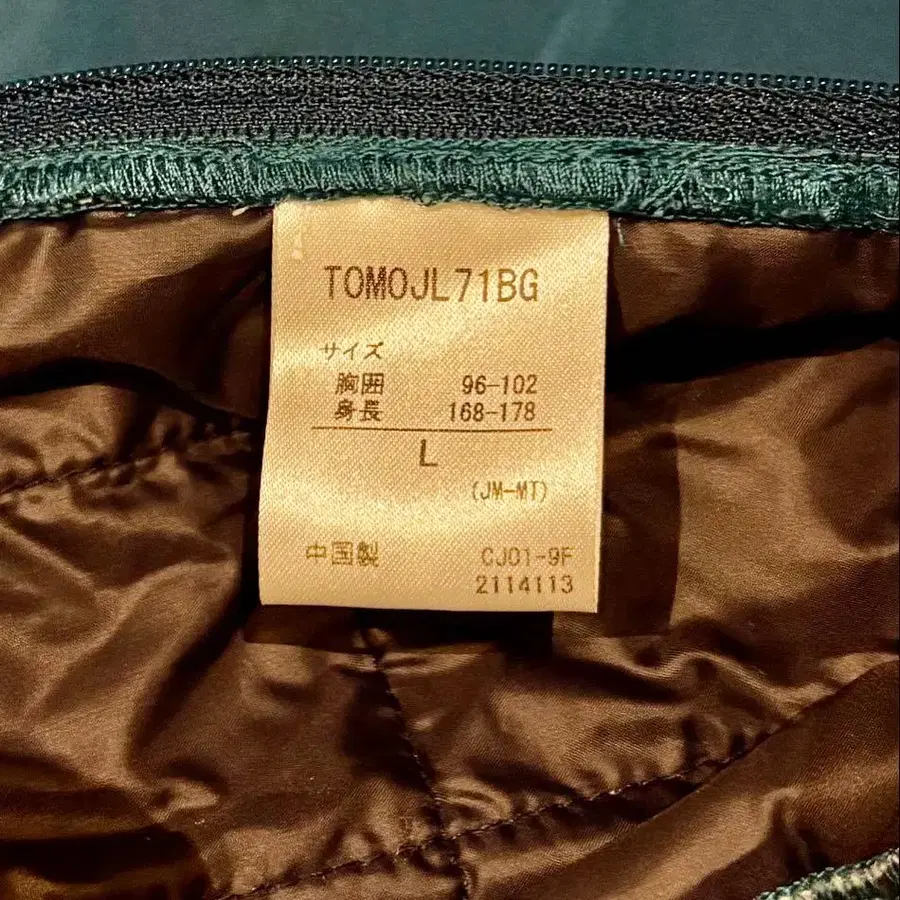 TOMOJL71BG
サイズ
胸囲 96-102
身長 168-178
L
(JM-MT)
中国製 CJ01-9F
2114113